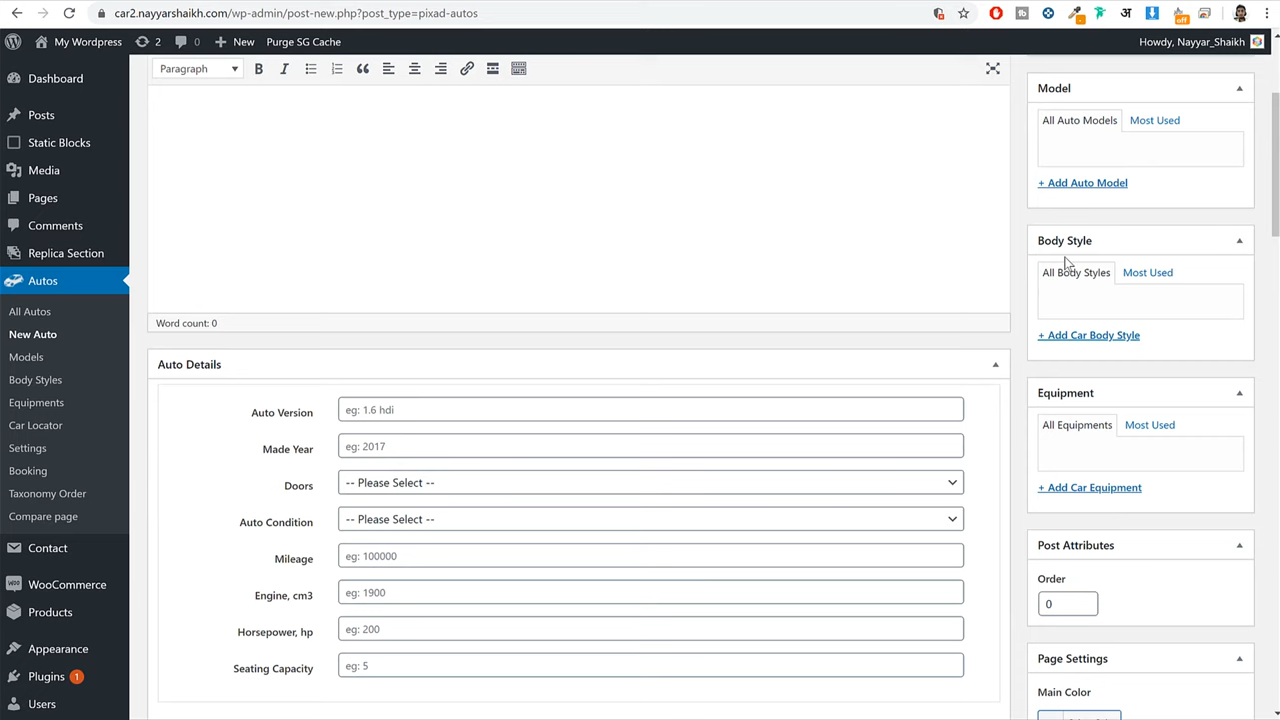 car2.nayyarshaikh.com/wp-admin/post-new.php?post_type=pixad-autos
अ
off
My Wordpress 2 0 New Purge SG Cache Howdy, Nayyar_Shaikh
Dashboard
Posts
Static Blocks
Media
Pages
Comments
Replica Section
Autos
All Autos
New Auto
Models
Body Styles
Equipments
Car Locator
Settings
Booking
Taxonomy Order
Compare page
Contact
WooCommerce
Products
Appearance
Plugins 1
Users
Paragraph B I
Word count: 0
Auto Details
Auto Version eg: 1.6 hdi
Made Year eg: 2017
Doors -- Please Select --
Auto Condition -- Please Select --
Mileage eg: 100000
Engine, cm3 eg: 1900
Horsepower, hp eg: 200
Seating Capacity eg: 5
Model
All Auto Models Most Used
+ Add Auto Model
Body Style
All Body Styles Most Used
+ Add Car Body Style
Equipment
All Equipments Most Used
+ Add Car Equipment
Post Attributes
Order
0
Page Settings
Main Color